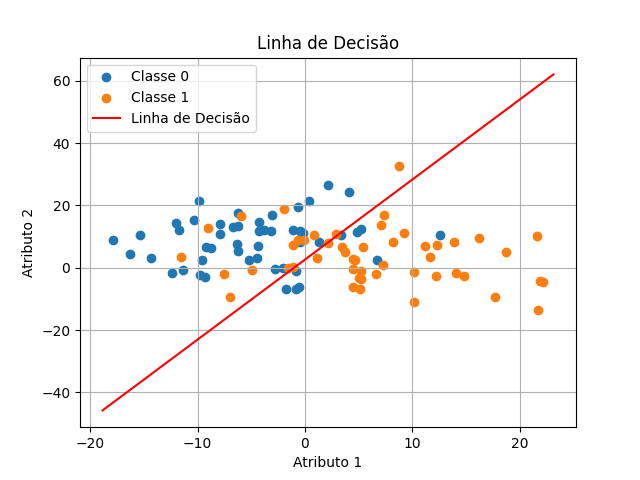 Linha de Decisão
Classe 0
Classe 1
Linha de Decisão
Atributo 2
60
40
20
0
−20
−40
−20
−10
0
10
20
Atributo 1